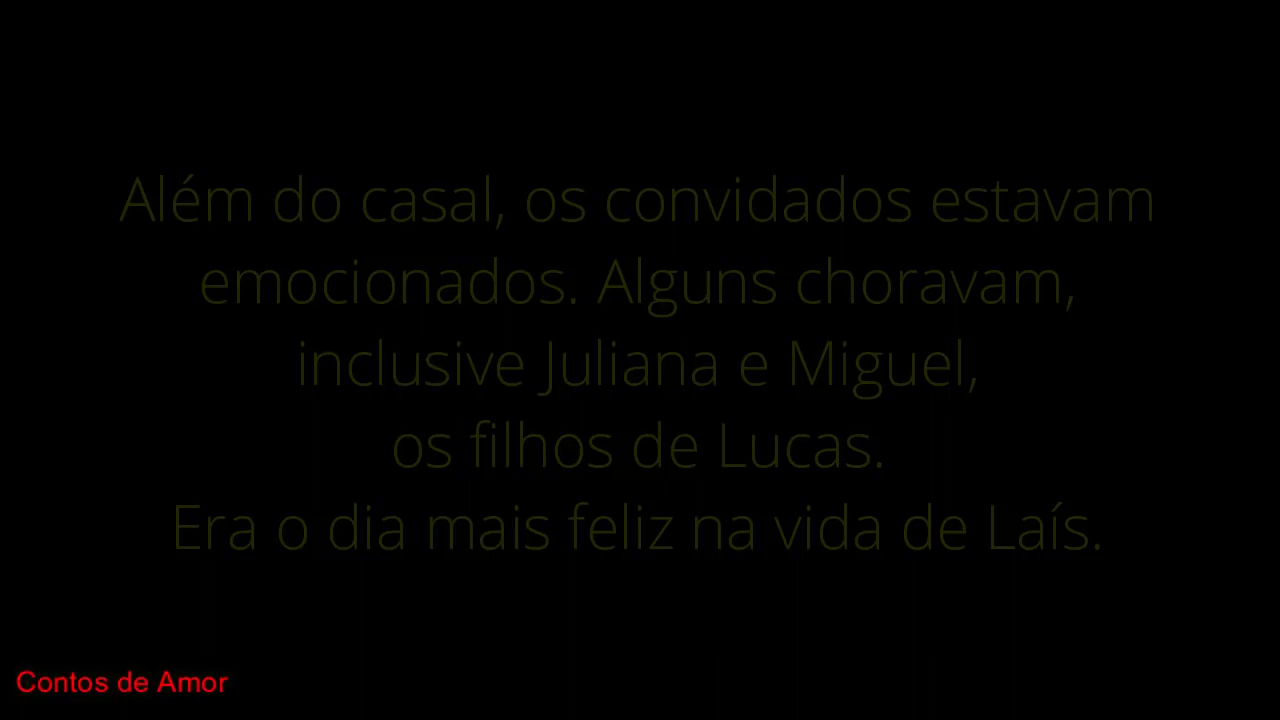 Além do casal, os convidados estavam
emocionados. Alguns choravam,
inclusive Juliana e Miguel,
os filhos de Lucas.
Era o dia mais feliz na vida de Laís.
Contos de Amor